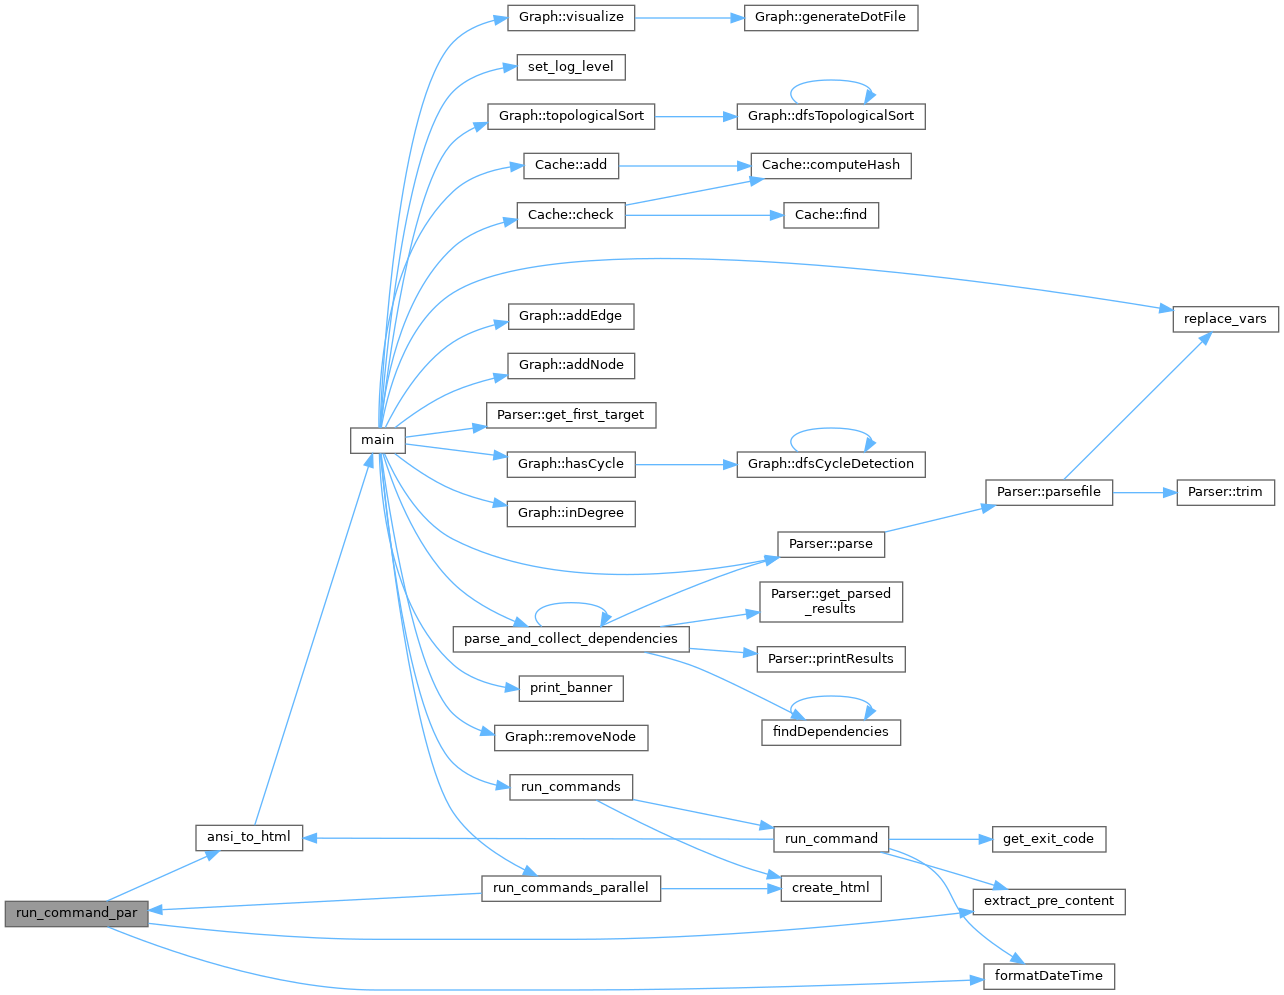 Graph::visualize
Graph::generateDotFile
set_log_level
Graph::topologicalSort
Graph::dfsTopologicalSort
Cache::add
Cache::computeHash
Cache::check
Cache::find
Graph::addEdge
replace_vars
Graph::addNode
Parser::get_first_target
main
Graph::hasCycle
Graph::dfsCycleDetection
Parser::parsefile
Parser::trim
Graph::inDegree
Parser::parse
Parser::get_parsed
_results
parse_and_collect_dependencies
Parser::printResults
print_banner
findDependencies
Graph::removeNode
run_commands
ansi_to_html
run_command
get_exit_code
run_commands_parallel
create_html
extract_pre_content
run_command_par
formatDateTime